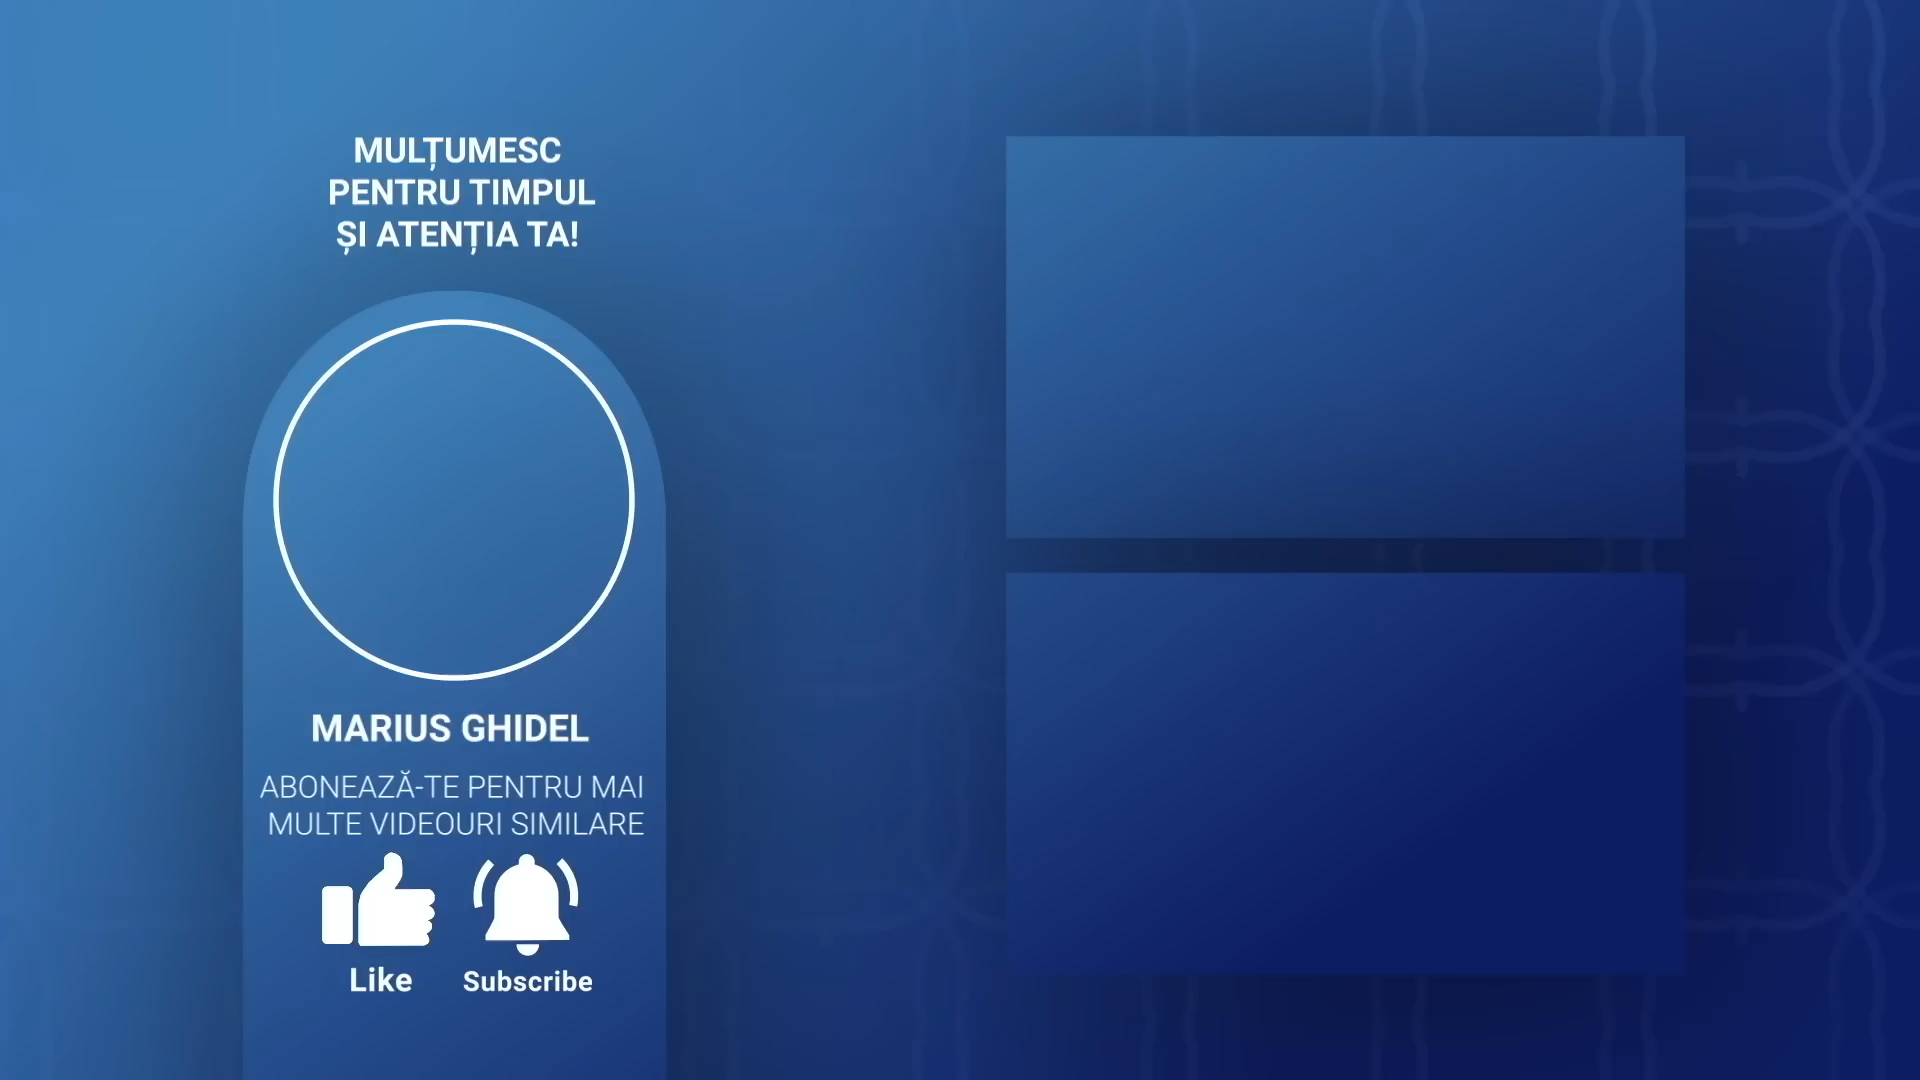 MULȚUMESC
PENTRU TIMPUL
ȘI ATENȚIA TA!
MARIUS GHIDEL
ABONEAZĂ-TE PENTRU MAI
MULTE VIDEOURI SIMILARE
Like
Subscribe